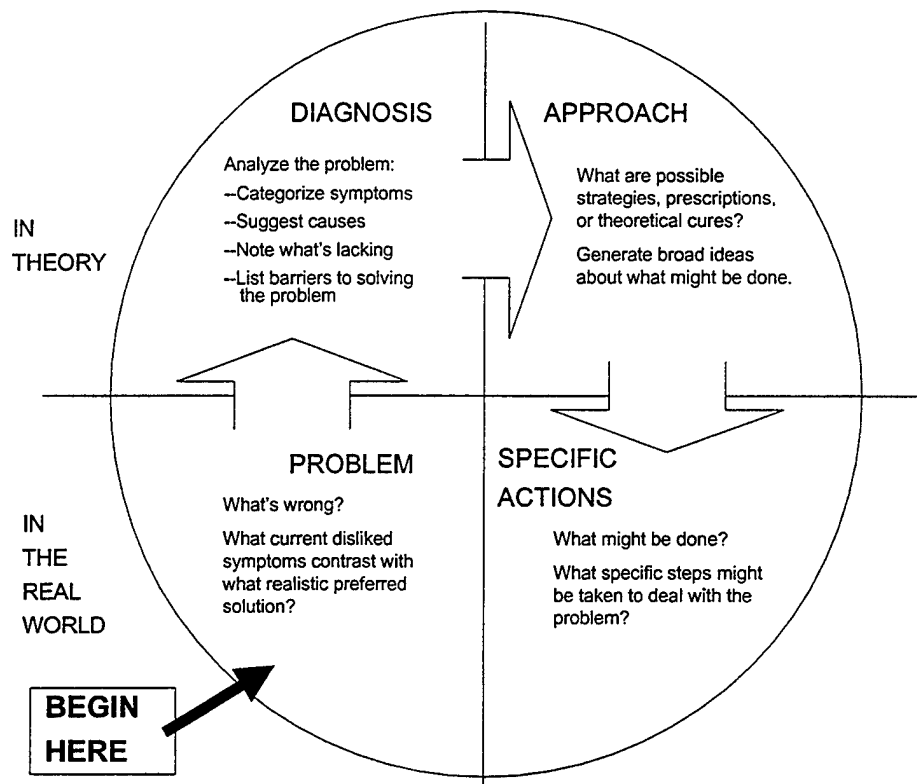 DIAGNOSIS
Analyze the problem:
--Categorize symptoms
--Suggest causes
--Note what's lacking
--List barriers to solving
the problem
APPROACH
What are possible
strategies, prescriptions,
or theoretical cures?
Generate broad ideas
about what might be done.
IN
THEORY
PROBLEM
What's wrong?
What current disliked
symptoms contrast with
what realistic preferred
solution?
SPECIFIC
ACTIONS
What might be done?
What specific steps might
be taken to deal with the
problem?
IN
THE
REAL
WORLD
BEGIN
HERE